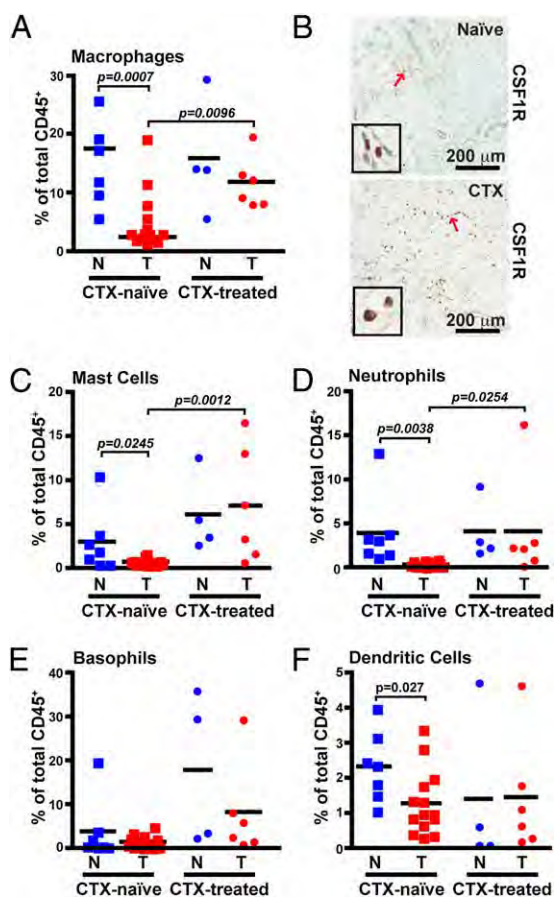 A
Macrophages
30
20
10
0
% of total CD45+
p=0.0007
p=0.0096
N T N T
CTX-naïve CTX-treated
B
Naïve
CSF1R
200 µm
CTX
CSF1R
200 µm
C
Mast Cells
20
15
10
5
0
% of total CD45+
p=0.0012
p=0.0245
N T N T
CTX-naïve CTX-treated
D
Neutrophils
20
15
10
5
0
% of total CD45+
p=0.0254
p=0.0038
N T N T
CTX-naïve CTX-treated
E
Basophils
40
30
20
10
0
% of total CD45+
N T N T
CTX-naïve CTX-treated
F
Dendritic Cells
5
4
3
2
1
0
% of total CD45+
p=0.027
N T N T
CTX-naïve CTX-treated